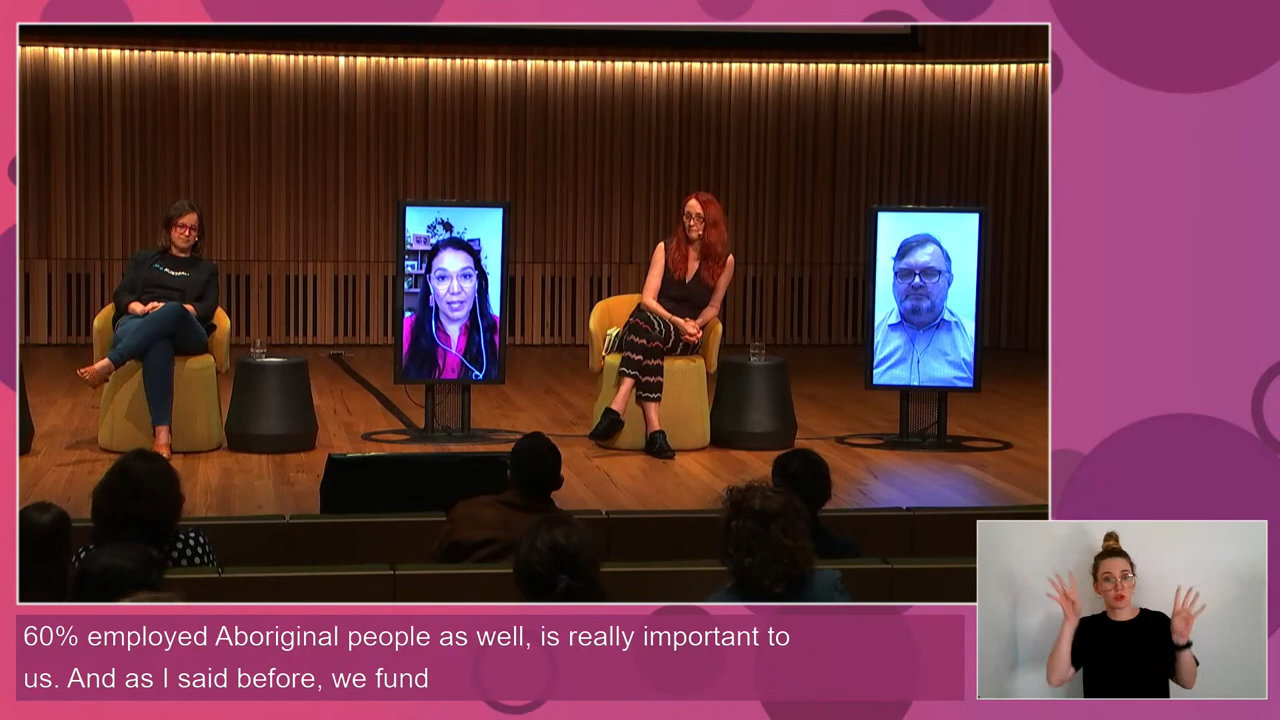 60% employed Aboriginal people as well, is really important to
us. And as I said before, we fund